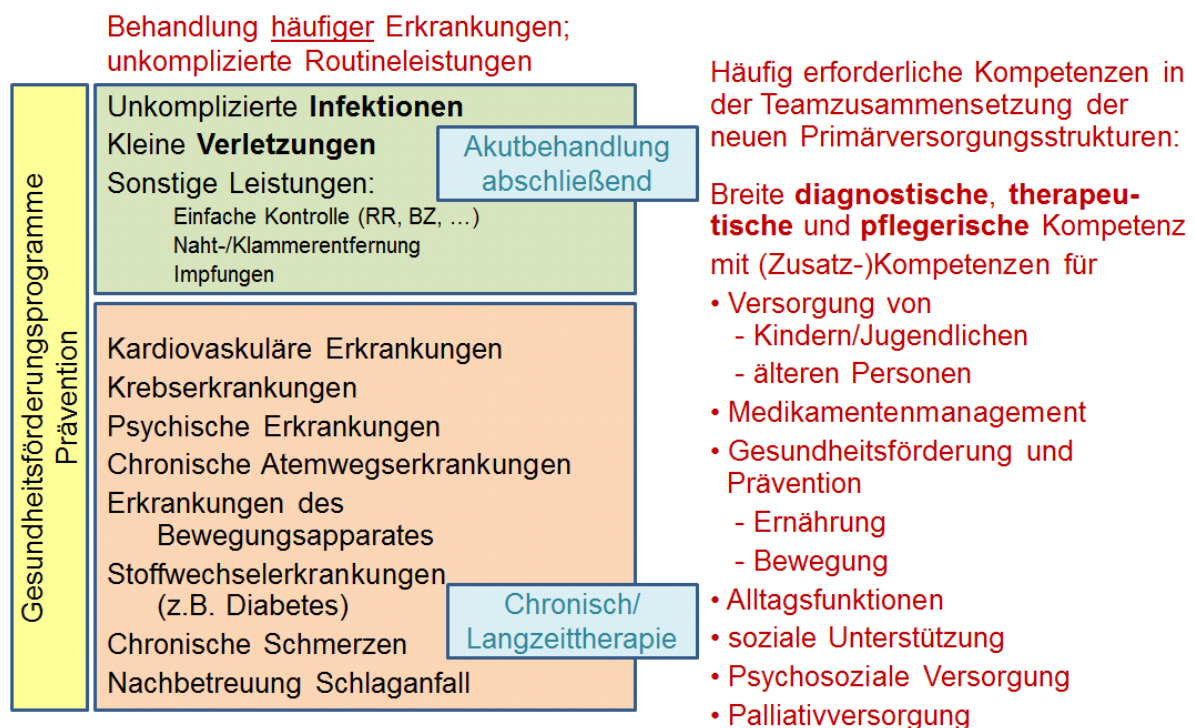 Behandlung häufiger Erkrankungen;
unkomplizierte Routineleistungen
Gesundheitsförderungsprogramme
Prävention
Unkomplizierte Infektionen
Kleine Verletzungen
Sonstige Leistungen:
Einfache Kontrolle (RR, BZ, …)
Naht-/Klammerentfernung
Impfungen
Akutbehandlung
abschließend
Kardiovaskuläre Erkrankungen
Krebserkrankungen
Psychische Erkrankungen
Chronische Atemwegserkrankungen
Erkrankungen des
Bewegungsapparates
Stoffwechselerkrankungen
(z.B. Diabetes)
Chronische Schmerzen
Nachbetreuung Schlaganfall
Chronisch/
Langzeittherapie
Häufig erforderliche Kompetenzen in
der Teamzusammensetzung der
neuen Primärversorgungsstrukturen:
Breite diagnostische, therapeu-
tische und pflegerische Kompetenz
mit (Zusatz-)Kompetenzen für
• Versorgung von
- Kindern/Jugendlichen
- älteren Personen
• Medikamentenmanagement
• Gesundheitsförderung und
Prävention
- Ernährung
- Bewegung
• Alltagsfunktionen
• soziale Unterstützung
• Psychosoziale Versorgung
• Palliativversorgung